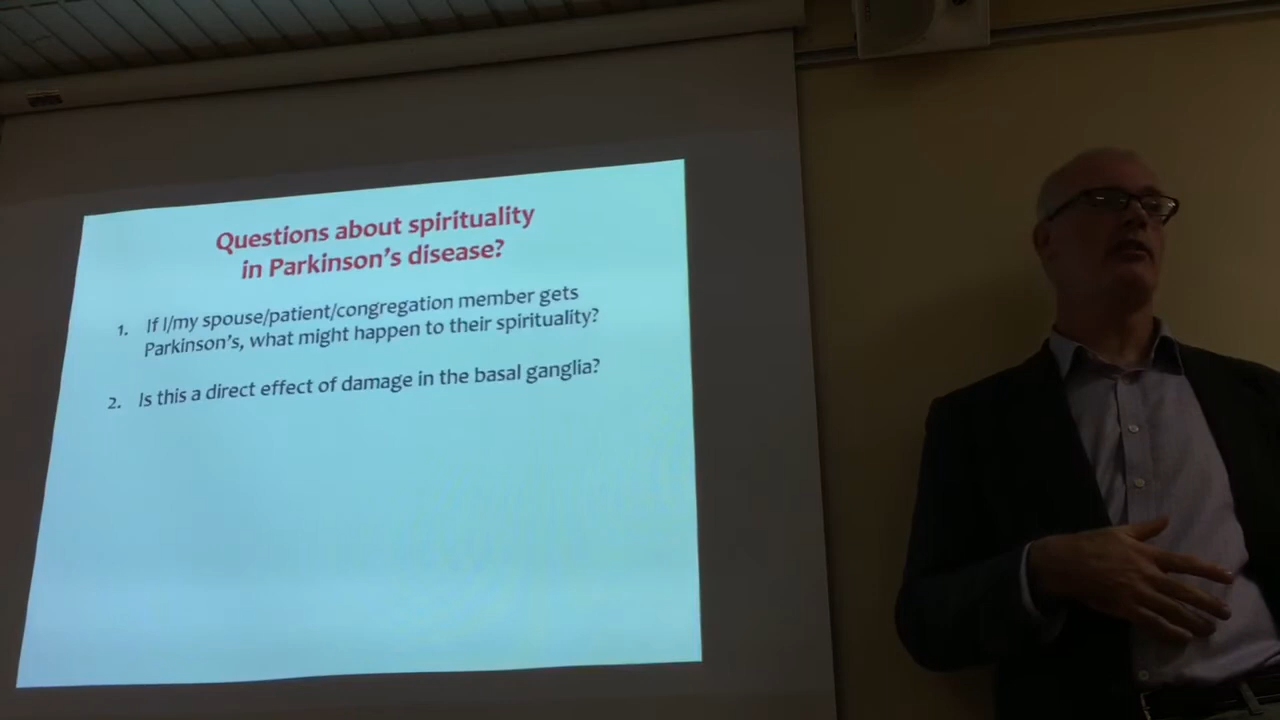 Questions about spirituality
in Parkinson's disease?
1. If I/my spouse/patient/congregation member gets
Parkinson's, what might happen to their spirituality?
2. Is this a direct effect of damage in the basal ganglia?